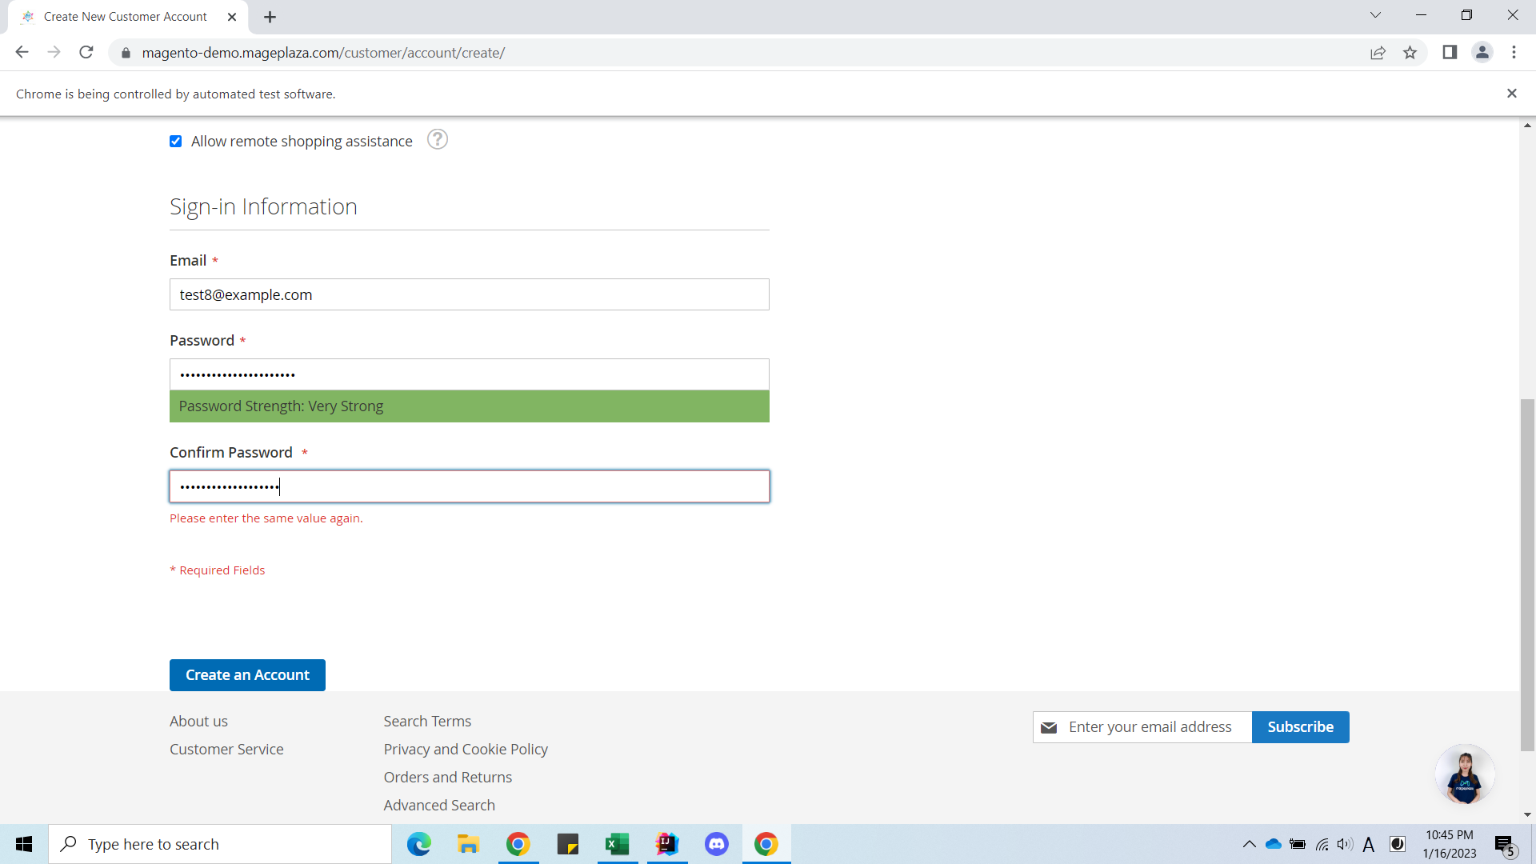 Create New Customer Account
magento-demo.mageplaza.com/customer/account/create/
Chrome is being controlled by automated test software.
Allow remote shopping assistance ?
Sign-in Information
Email *
test8@example.com
Password *
••••••••••••••••••••••
Password Strength: Very Strong
Confirm Password *
•••••••••••••••••••
Please enter the same value again.
* Required Fields
Create an Account
About us
Customer Service
Search Terms
Privacy and Cookie Policy
Orders and Returns
Advanced Search
Enter your email address
Subscribe
Type here to search
A
10:45 PM
1/16/2023
5